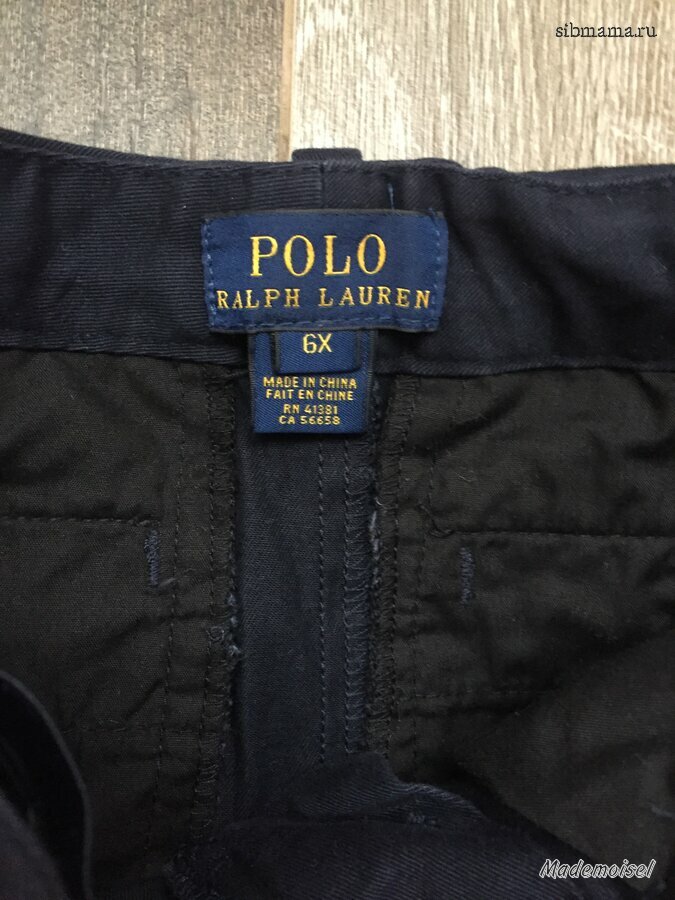 sibmama.ru
POLO
RALPH LAUREN
6X
MADE IN CHINA
FAIT EN CHINE
RN 41381
CA 56658
Mademoisel